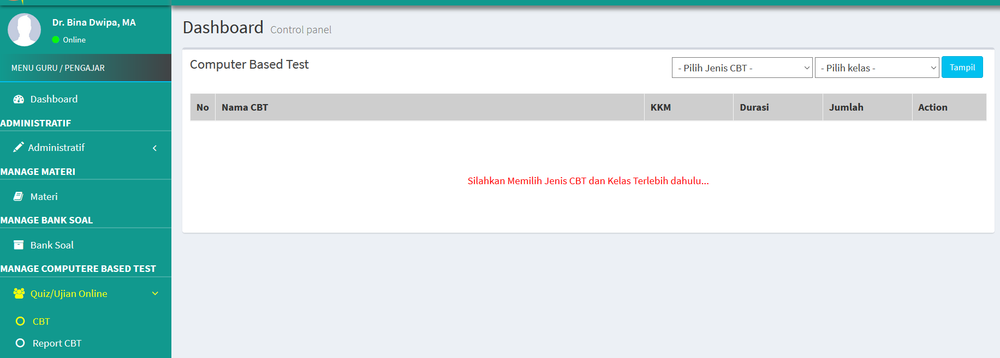 Dr. Bina Dwipa, MA
Online
MENU GURU / PENGAJAR
Dashboard
ADMINISTRATIF
Administratif
MANAGE MATERI
Materi
MANAGE BANK SOAL
Bank Soal
MANAGE COMPUTERE BASED TEST
Quiz/Ujian Online
CBT
Report CBT
Dashboard Control panel
Computer Based Test
- Pilih Jenis CBT - - Pilih kelas - Tampil
No Nama CBT KKM Durasi Jumlah Action
Silahkan Memilih Jenis CBT dan Kelas Terlebih dahulu...